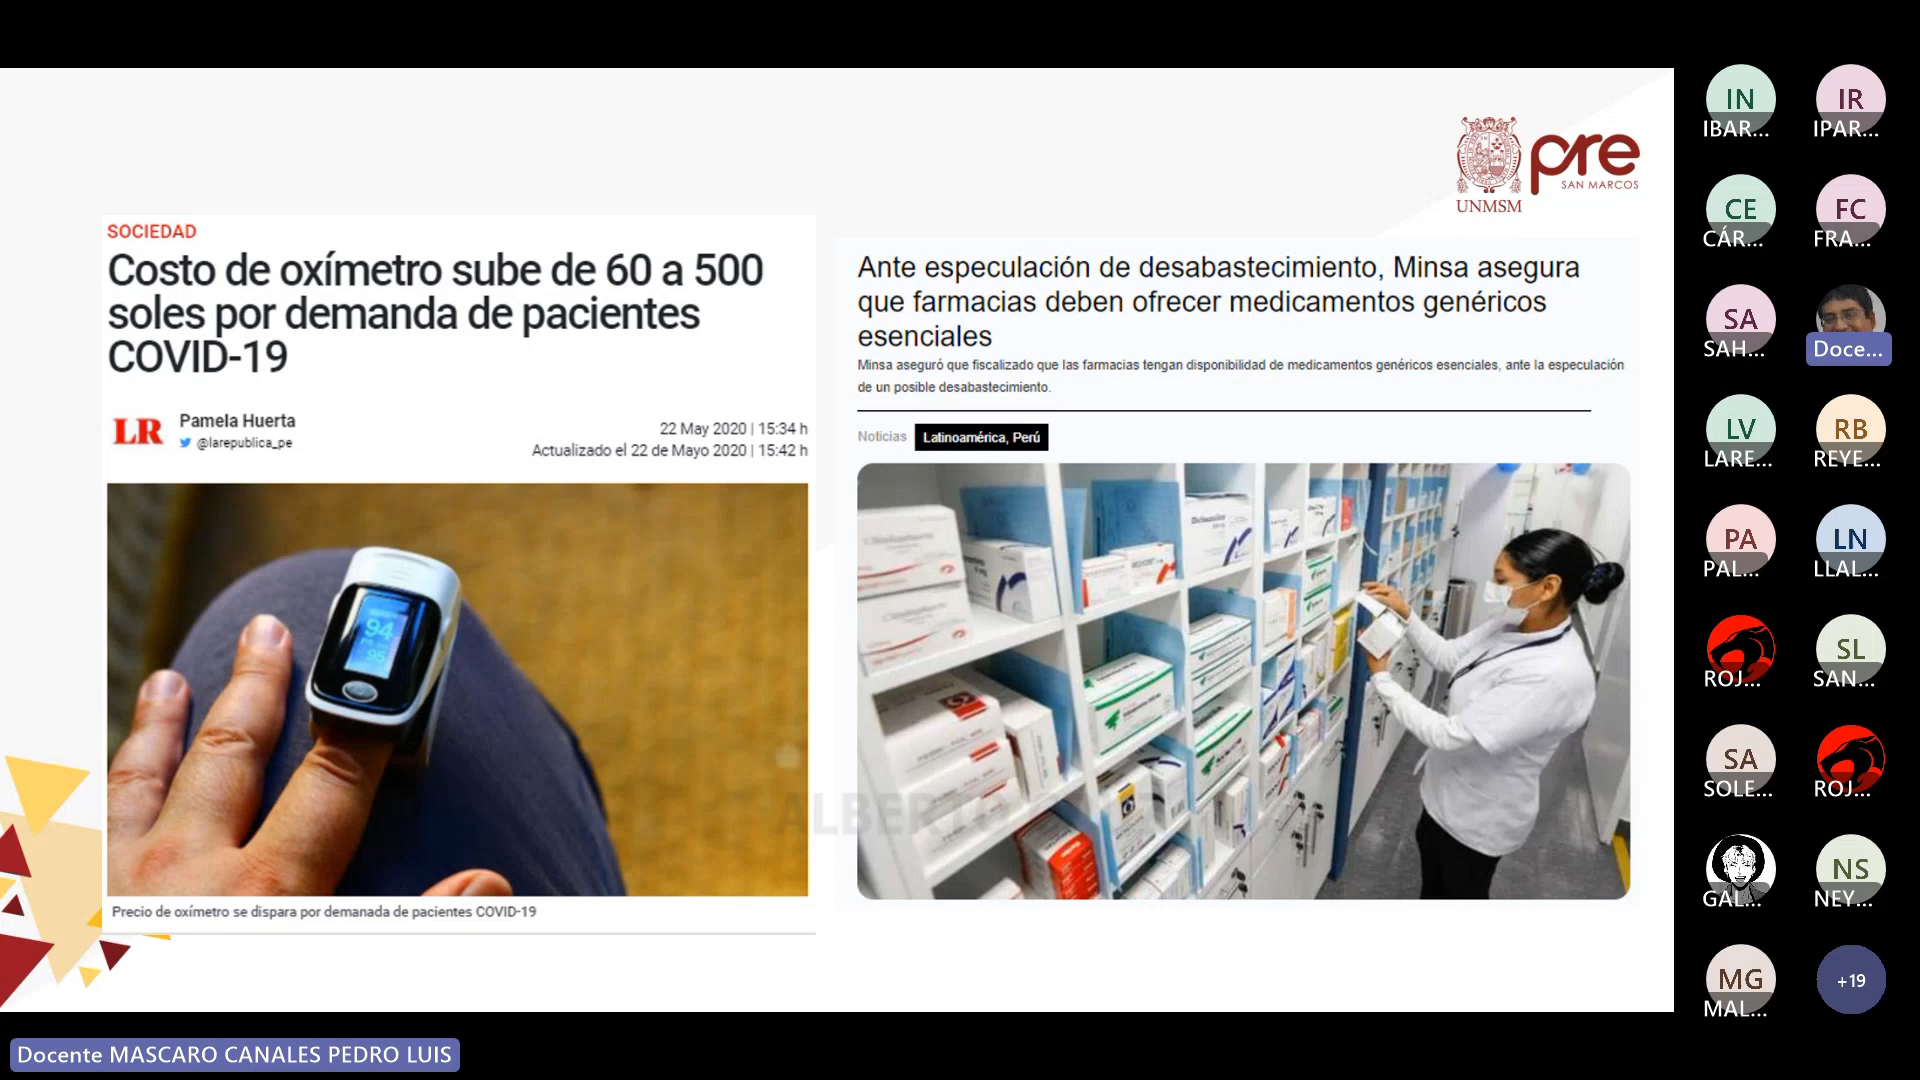 UNMSM
pre
SAN MARCOS
SOCIEDAD
Costo de oxímetro sube de 60 a 500
soles por demanda de pacientes
COVID-19
LR
Pamela Huerta
@larepublica_pe
22 May 2020 | 15:34 h
Actualizado el 22 de Mayo 2020 | 15:42 h
94
95
Precio de oxímetro se dispara por demanada de pacientes COVID-19
Ante especulación de desabastecimiento, Minsa asegura
que farmacias deben ofrecer medicamentos genéricos
esenciales
Minsa aseguró que fiscalizado que las farmacias tengan disponibilidad de medicamentos genéricos esenciales, ante la especulación
de un posible desabastecimiento.
Noticias
Latinoamérica, Perú
IN
IBAR...
IR
IPAR...
CE
CÁR...
FC
FRA...
SA
SAH...
Doce...
LV
LARE...
RB
REYE...
PA
PAL...
LN
LLAL...
ROJ...
SL
SAN...
SA
SOLE...
ROJ...
GAL...
NS
NEY...
MG
MAL...
+19
Docente MASCARO CANALES PEDRO LUIS